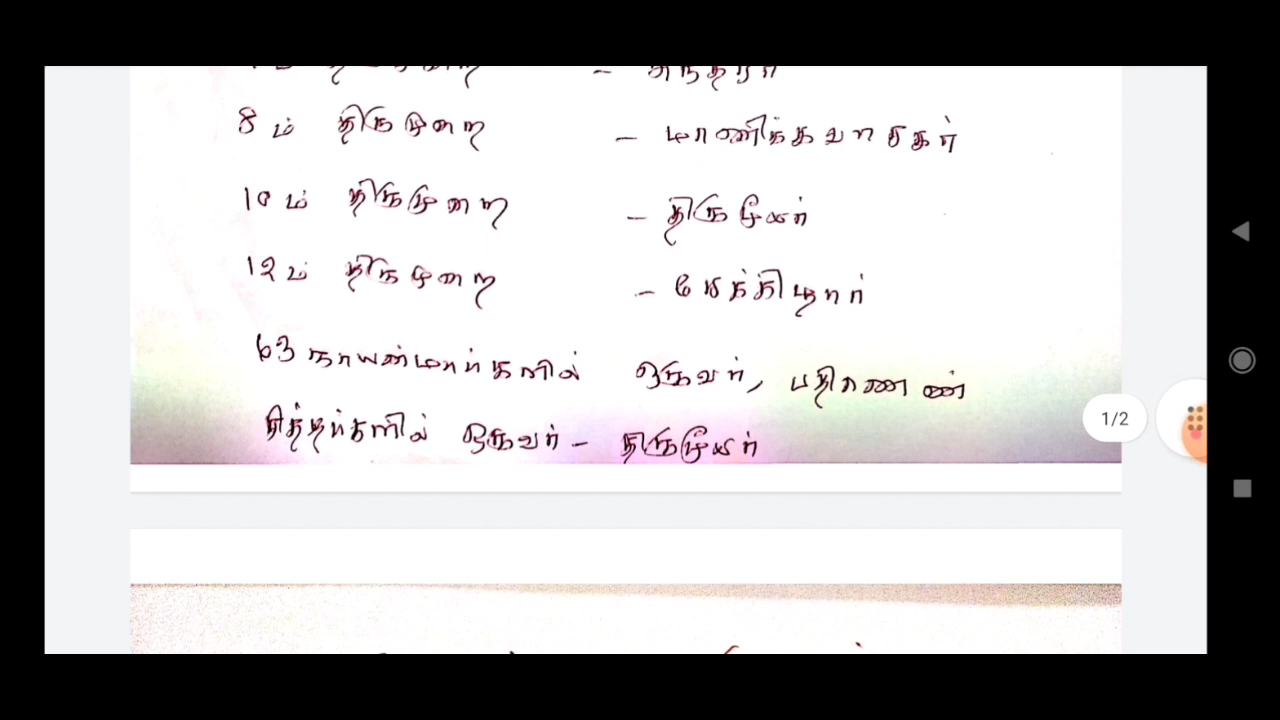 8 ம் திருமுறை - மாணிக்கவாசகர்
10 ம் திருமுறை - திருமூலர்
12 ம் திருமுறை - சேக்கிழார்
63 நாயன்மார்களில் ஒருவர், பதினெண்
சித்தர்களில் ஒருவர் - திருமூலர்
1/2